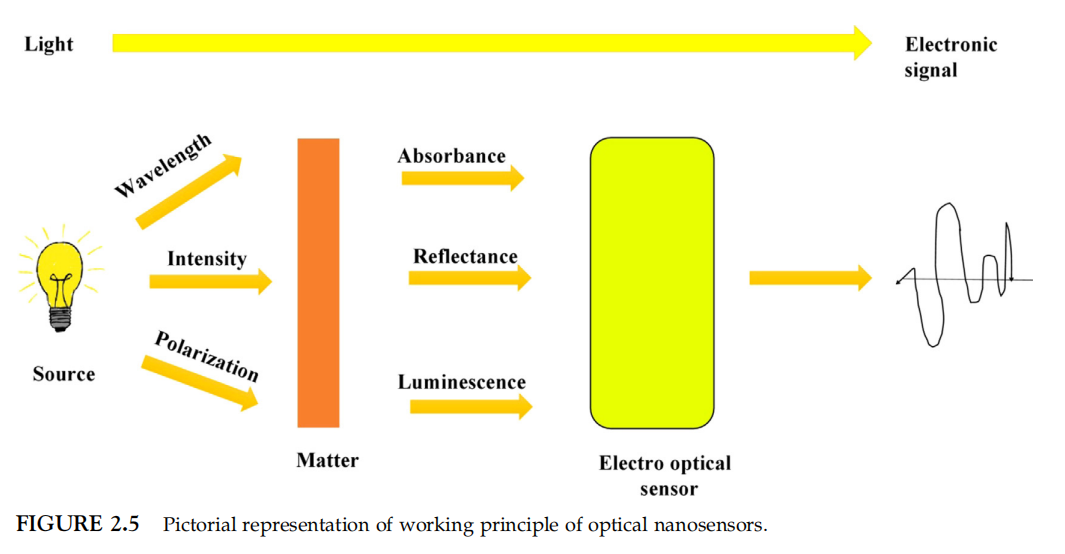 Light
Electronic
signal
Wavelength
Intensity
Polarization
Source
Matter
Absorbance
Reflectance
Luminescence
Electro optical
sensor
FIGURE 2.5 Pictorial representation of working principle of optical nanosensors.